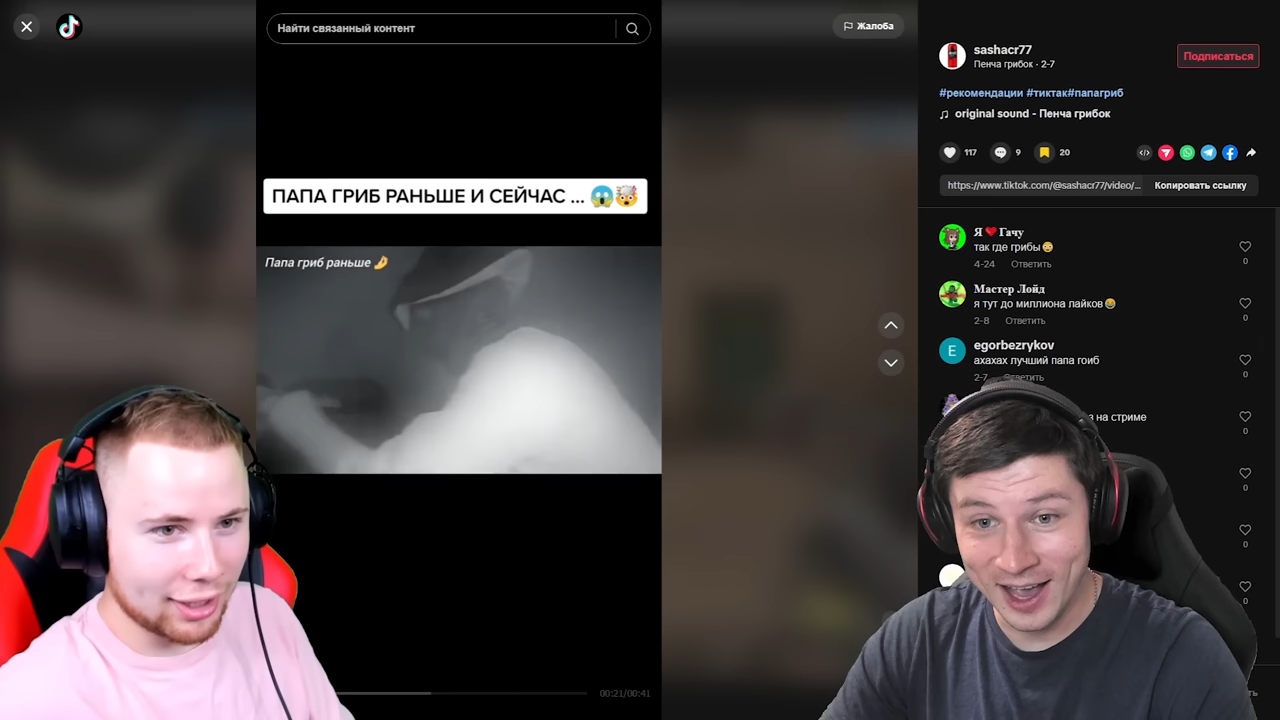 Найти связанный контент
Жалоба
ПАПА ГРИБ РАНЬШЕ И СЕЙЧАС ... 😱🤯
Папа гриб раньше 🤌
00:21/00:41
sashacr77
Пенча грибок · 2-7
Подписаться
#рекомендации #тиктак#папагриб
original sound - Пенча грибок
117
9
20
https://www.tiktok.com/@sashacr77/video/...
Копировать ссылку
Я ❤ Гачу
так где грибы😳
4-24 Ответить
0
Мастер Лойд
я тут до миллиона лайков😂
2-8 Ответить
0
E
egorbezrykov
ахахах лучший папа гоиб
2-7 Ответить
0
на стриме
0
0
0
0